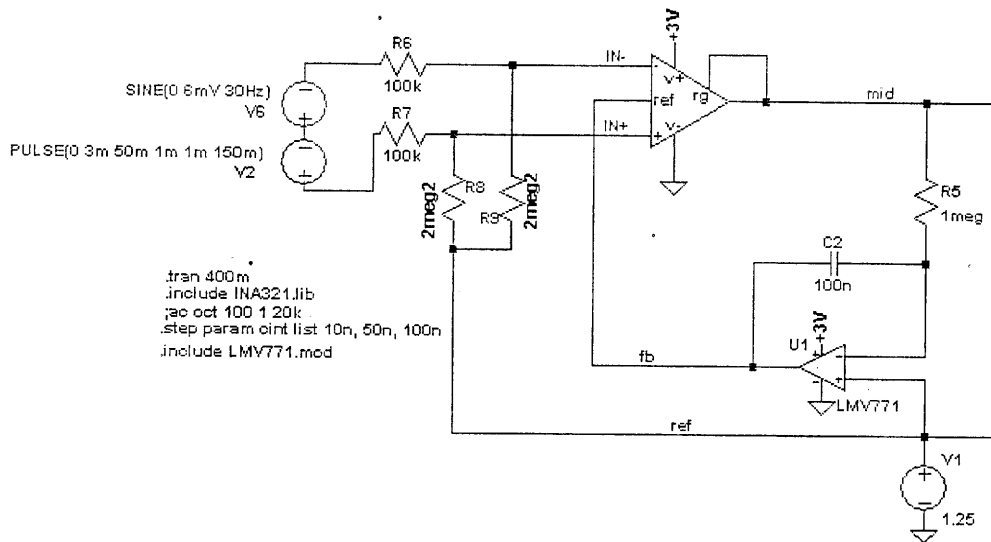 +3V
R6
IN-
100k
v+
rg
mid
SINE(0 6mV 30Hz)
V6
ref
R7
IN+
v-
100k
PULSE(0 3m 50m 1m 1m 150m)
V2
R8
2meg2
R9
2meg2
R5
1meg
C2
100n
.tran 400m
.include INA321.lib
;ac oct 100 1 20k
.step param cint list 10n, 50n, 100n
.include LMV771.mod
+3V
U1
fb
LMV771
ref
V1
1.25